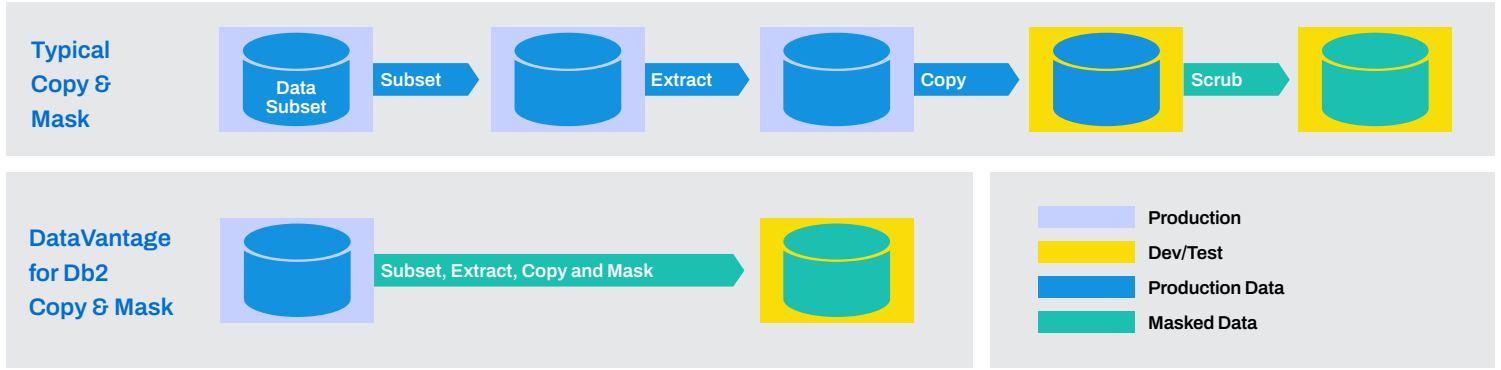 Typical
Copy &
Mask
Data
Subset
Subset
Extract
Copy
Scrub
DataVantage
for Db2
Copy & Mask
Subset, Extract, Copy and Mask
Production
Dev/Test
Production Data
Masked Data